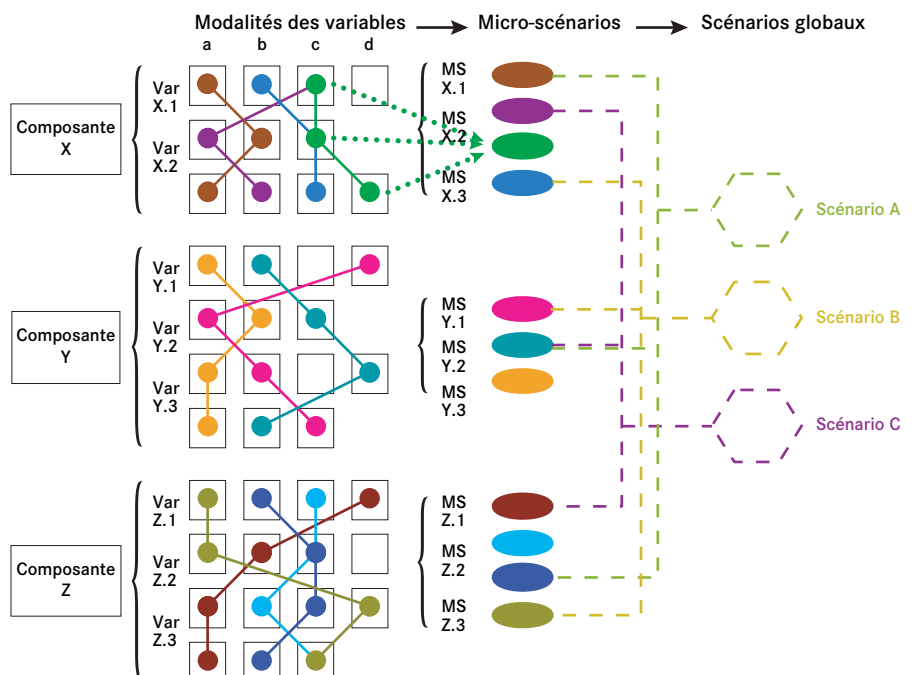 Modalités des variables
Micro-scénarios
Scénarios globaux
a
b
c
d
Composante
X
Var
X.1
Var
X.2
MS
X.1
MS
X.2
MS
X.3
Composante
Y
Var
Y.1
Var
Y.2
Var
Y.3
MS
Y.1
MS
Y.2
MS
Y.3
Composante
Z
Var
Z.1
Var
Z.2
Var
Z.3
MS
Z.1
MS
Z.2
MS
Z.3
Scénario A
Scénario B
Scénario C